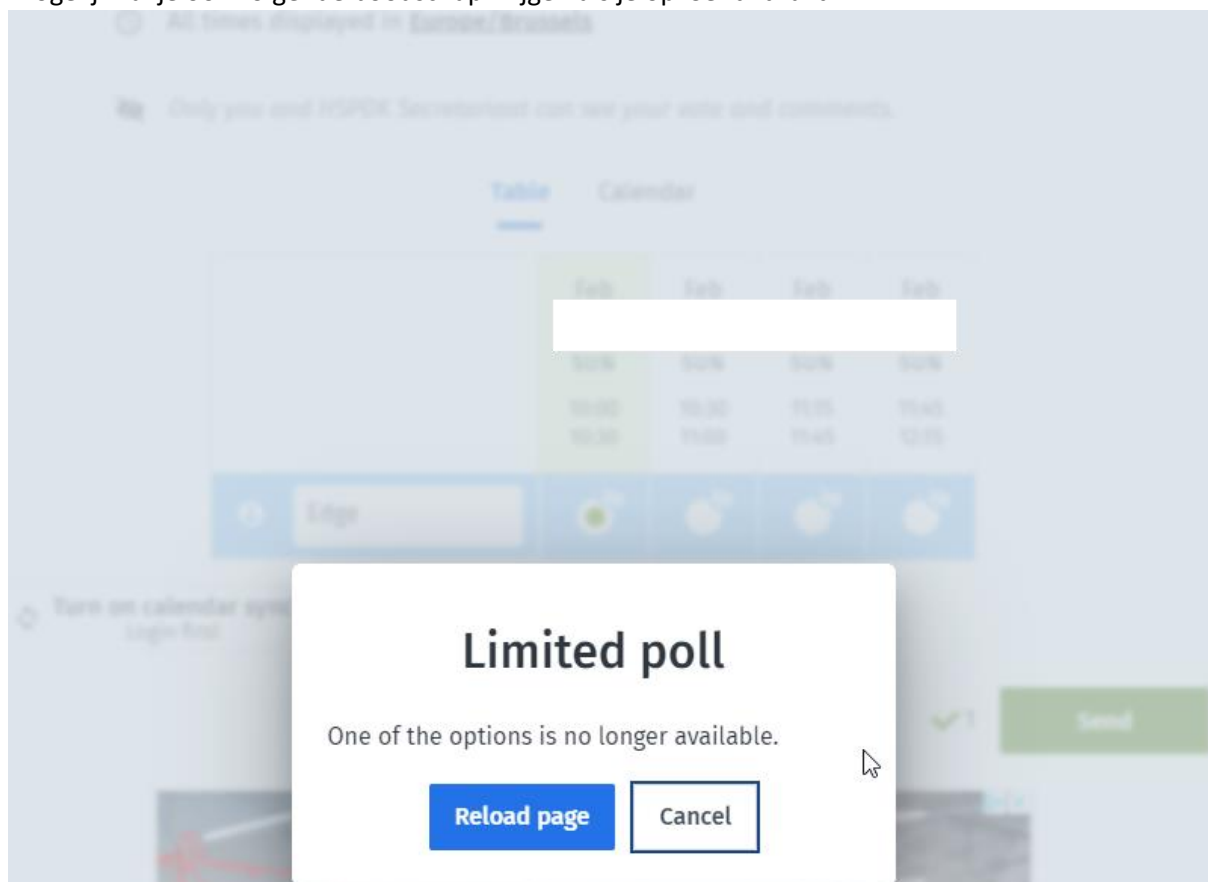 All times displayed in Europe/Brussels
Only you and
can see your vote and comments.
Table Calendar
Feb Feb Feb Feb
SUN SUN SUN SUN
10:00 10:30 11:15 11:45
10:30 11:00 11:45 12:15
Edge
Turn on calendar sync
Login first
Limited poll
1 Send
One of the options is no longer available.
Reload page Cancel